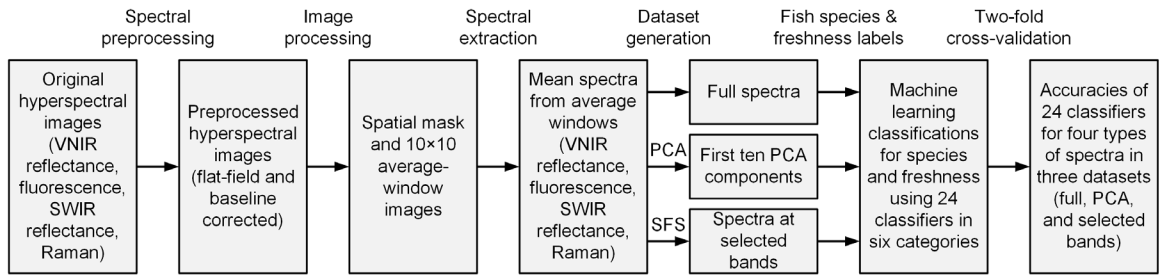 Spectral
preprocessing
Image
processing
Spectral
extraction
Dataset
generation
Fish species &
freshness labels
Two-fold
cross-validation
Original
hyperspectral
images
(VNIR
reflectance,
fluorescence,
SWIR
reflectance,
Raman)
Preprocessed
hyperspectral
images
(flat-field and
baseline
corrected)
Spatial mask
and 10×10
average-
window
images
Mean spectra
from average
windows
(VNIR
reflectance,
fluorescence,
SWIR
reflectance,
Raman)
PCA
SFS
Full spectra
First ten PCA
components
Spectra at
selected
bands
Machine
learning
classifications
for species
and freshness
using 24
classifiers in
six categories
Accuracies of
24 classifiers
for four types
of spectra in
three datasets
(full, PCA,
and selected
bands)